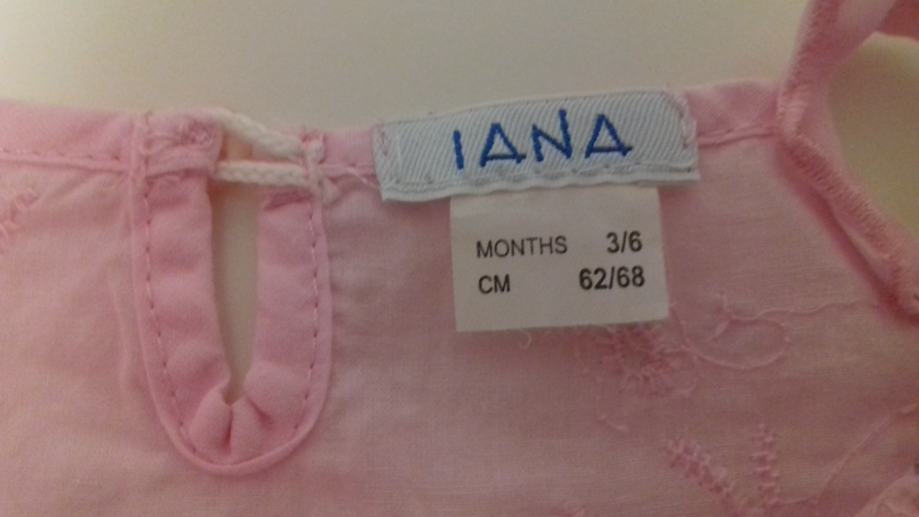 IANA
MONTHS 3/6
CM 62/68